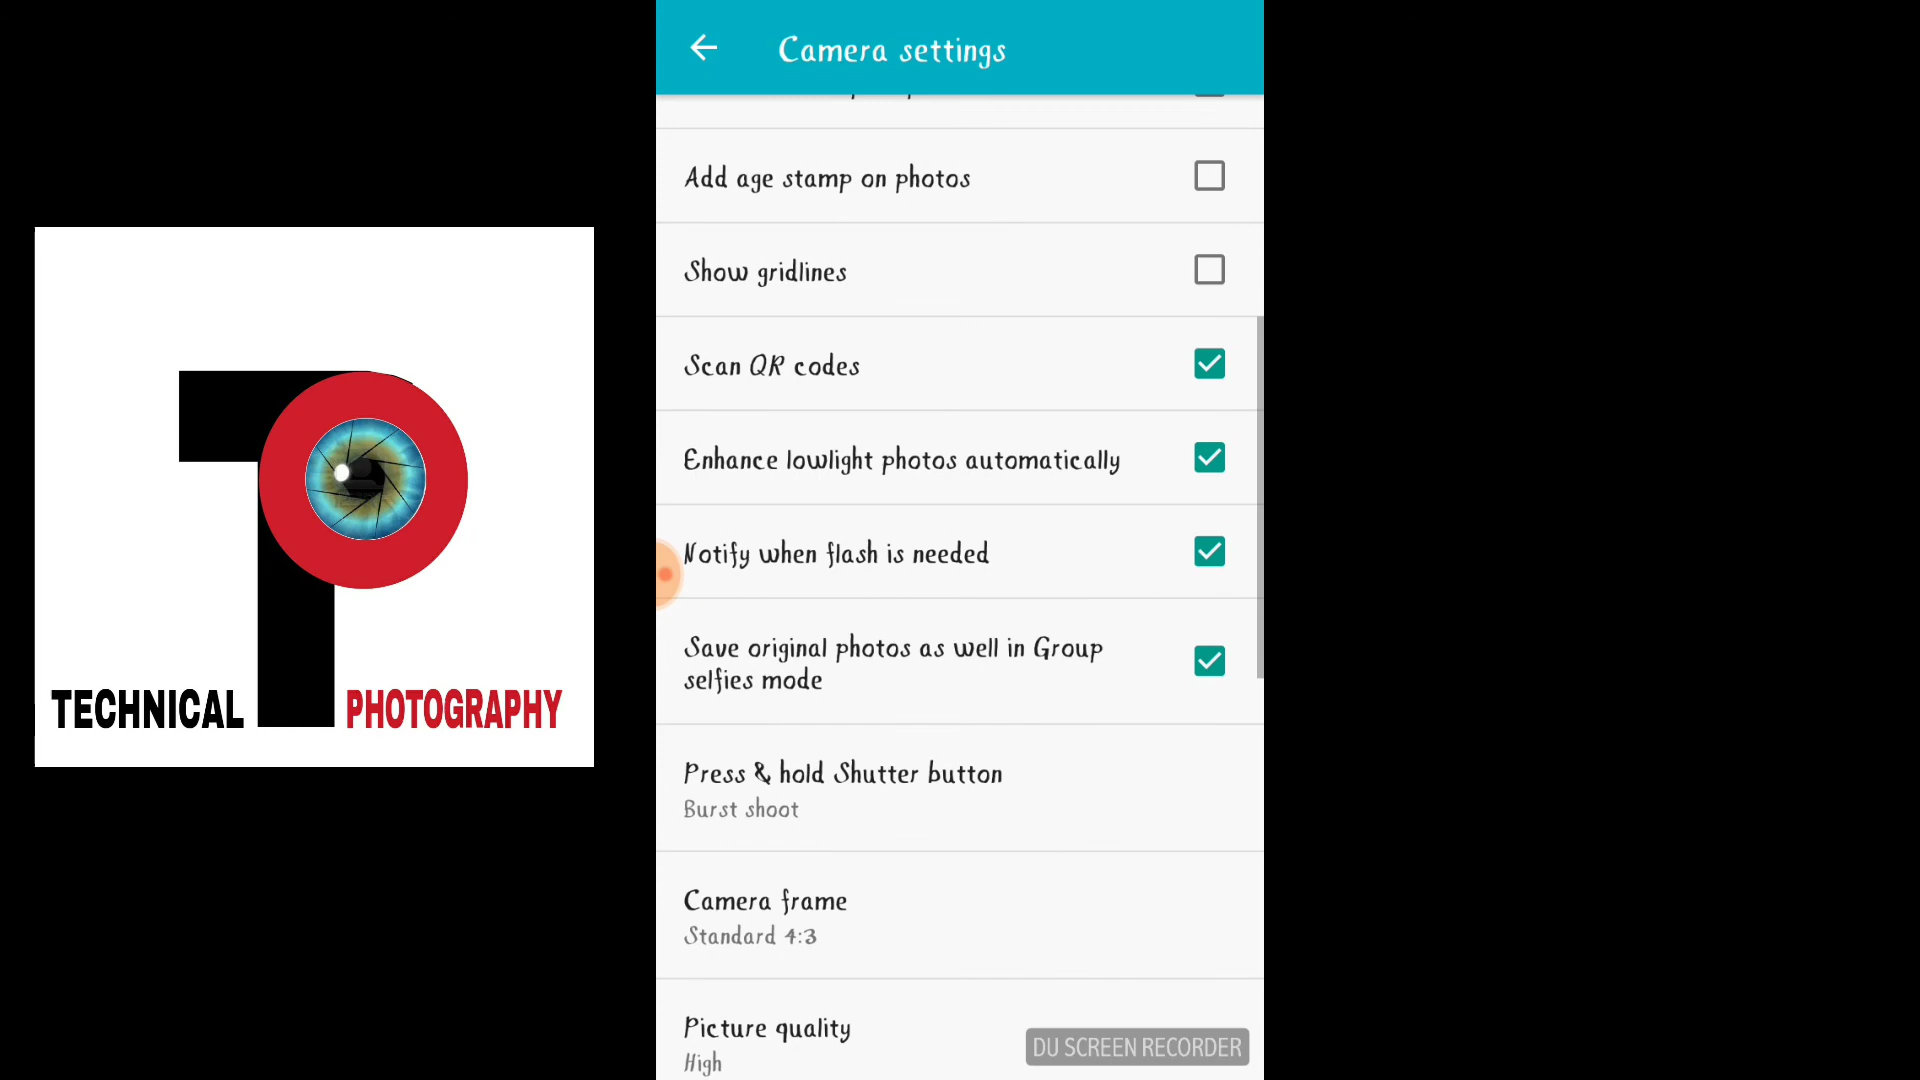 Camera settings
Add age stamp on photos
Show gridlines
Scan QR codes
Enhance lowlight photos automatically
Notify when flash is needed
Save original photos as well in Group
selfies mode
Press & hold Shutter button
Burst shoot
Camera frame
Standard 4:3
Picture quality
High
DU SCREEN RECORDER
TECHNICAL PHOTOGRAPHY